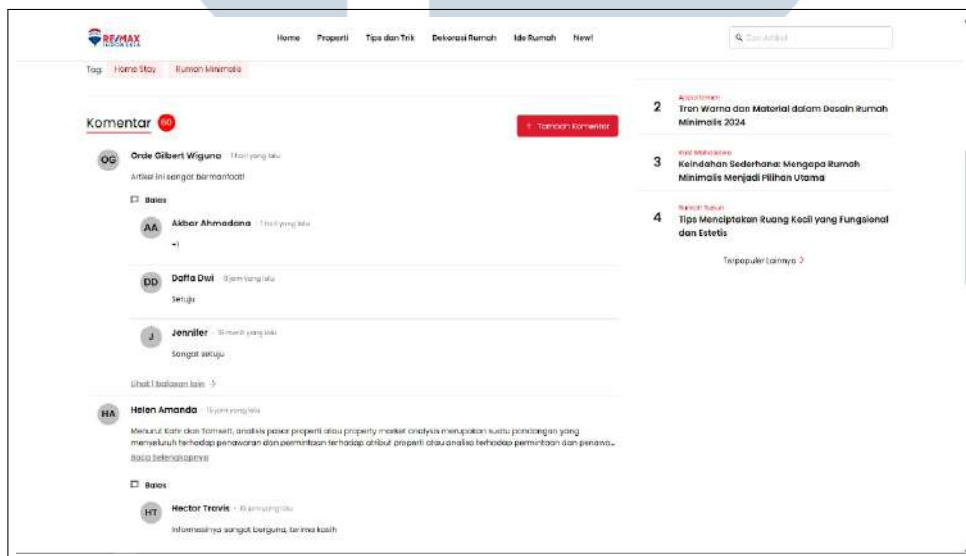 RE/MAX
INDONESIA
Home Properti Tips dan Trik Dekorasi Rumah Ide Rumah New!
Cari Artikel
Tag: Home Stay Rumah Minimalis
Komentar 60
+ Tambah Komentar
OG Orde Gilbert Wiguna 1 hari yang lalu
Artikel ini sangat bermanfaat!
Balas
AA Akbar Ahmadana 1 hari yang lalu
+1
DD Daffa Dwi jam yang lalu
Setuju
J Jennifer menit yang lalu
Sangat setuju
Lihat 1 balasan lain →
HA Helen Amanda · jam yang lalu
Menurut dan analisis pasar properti atau property market analysis merupakan suatu pandangan yang
menyeluruh terhadap penawaran dan permintaan terhadap atribut properti atau analisa terhadap permintaan dan penawa...
Baca Selengkapnya
Balas
HT Hector Travis · jam yang lalu
Informasinya sangat berguna, terima kasih
Appartemen
2 Tren Warna dan Material dalam Desain Rumah
Minimalis 2024
3 Keindahan Sederhana: Mengapa Rumah
Minimalis Menjadi Pilihan Utama
Rumah Susun
4 Tips Menciptakan Ruang Kecil yang Fungsional
dan Estetis
Terpopuler Lainnya >